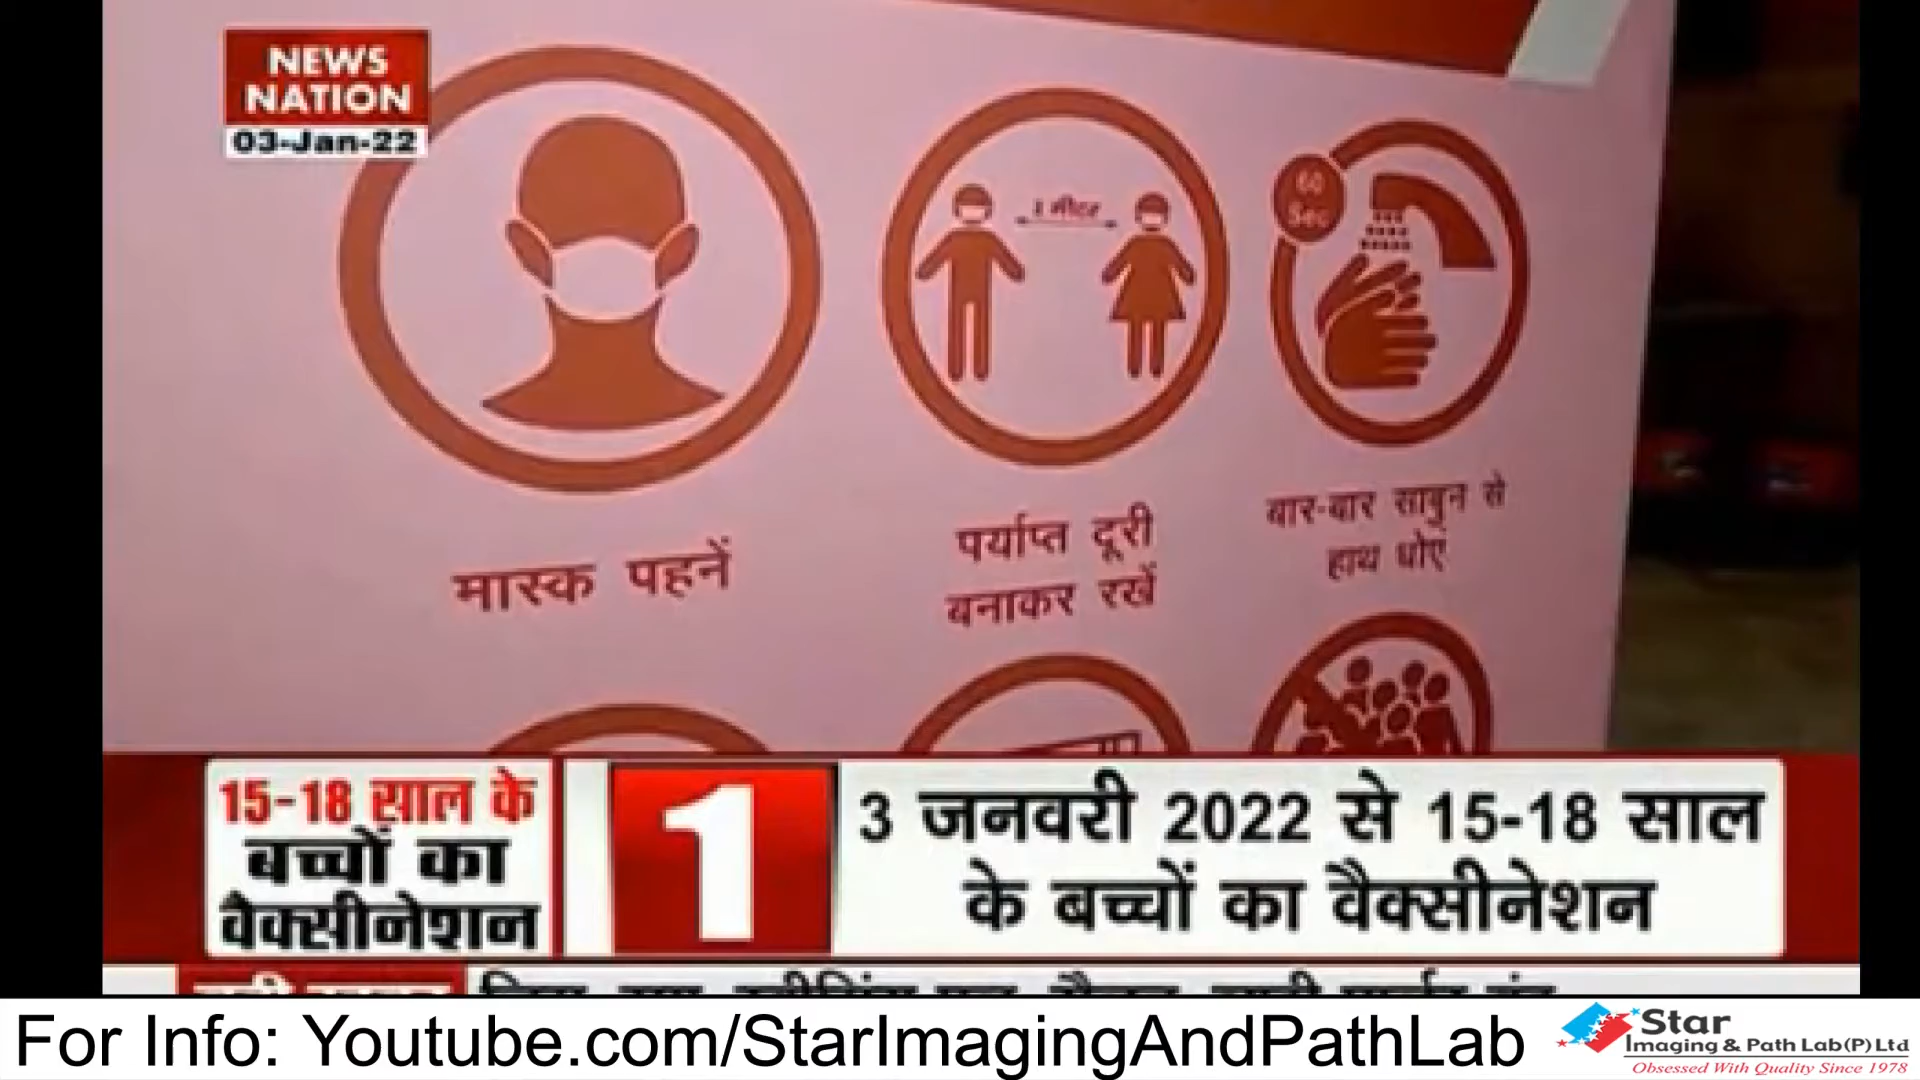 NEWS
NATION
03-Jan-22
1 मीटर
60
Sec
मास्क पहनें
पर्याप्त दूरी
बनाकर रखें
बार-बार साबुन से
हाथ धोएं
15-18 साल के
बच्चों का
वैक्सीनेशन
1
3 जनवरी 2022 से 15-18 साल
के बच्चों का वैक्सीनेशन
For Info: Youtube.com/StarImagingAndPathLab
Star
Imaging & Path Lab(P)Ltd
Obsessed With Quality Since 1978